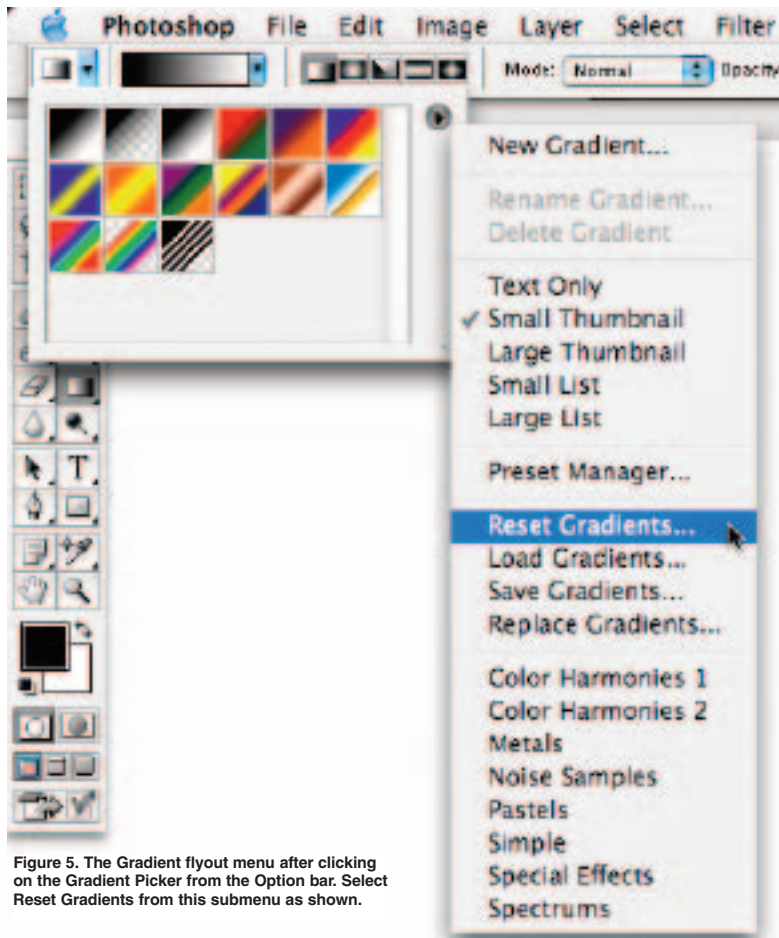 Photoshop File Edit Image Layer Select Filter
Mode: Normal Opacity
New Gradient...
Rename Gradient...
Delete Gradient
Text Only
✓ Small Thumbnail
Large Thumbnail
Small List
Large List
Preset Manager...
Reset Gradients...
Load Gradients...
Save Gradients...
Replace Gradients...
Color Harmonies 1
Color Harmonies 2
Metals
Noise Samples
Pastels
Simple
Special Effects
Spectrums
T
Figure 5. The Gradient flyout menu after clicking
on the Gradient Picker from the Option bar. Select
Reset Gradients from this submenu as shown.